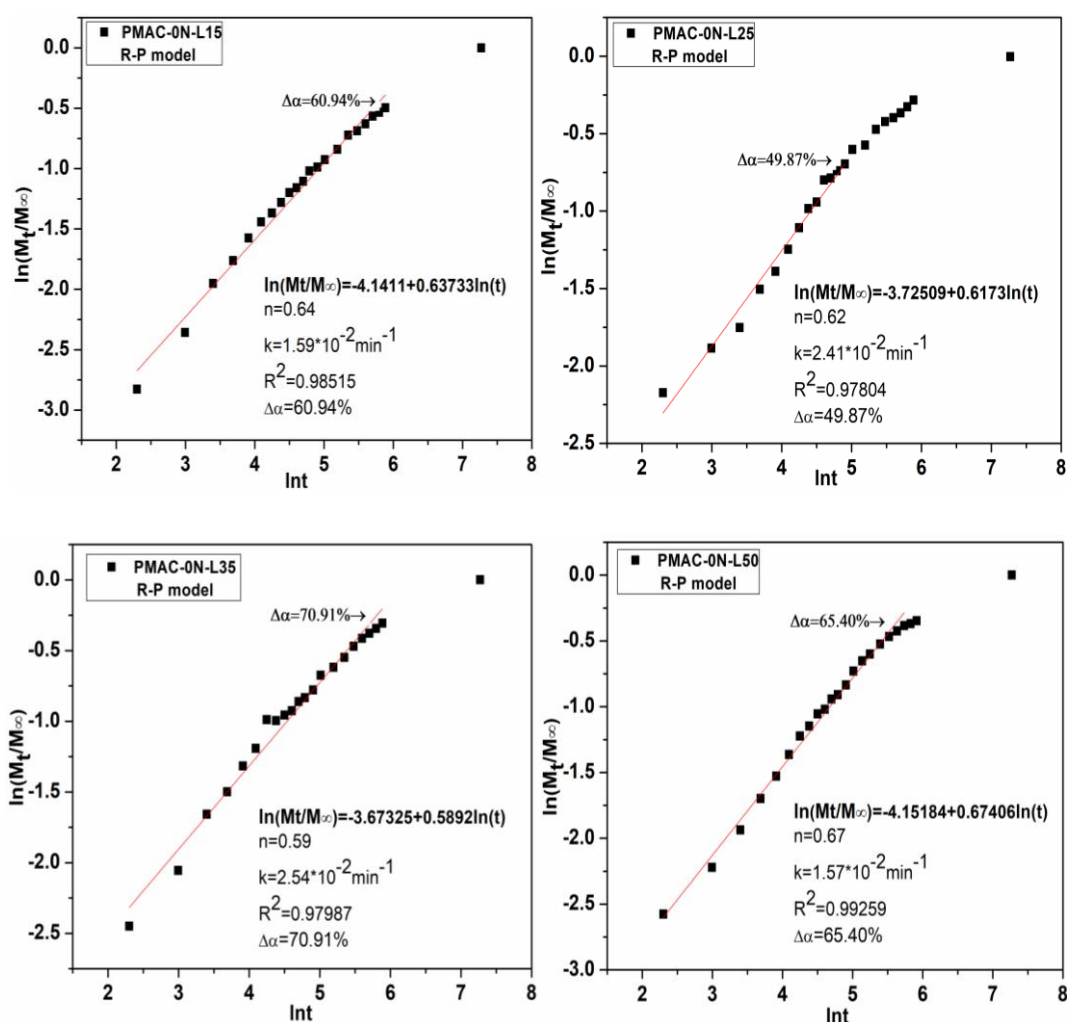 PMAC-0N-L15
R-P model
Δα=60.94%→
ln(Mt/M∞)=-4.1411+0.63733ln(t)
n=0.64
k=1.59*10⁻²min⁻¹
R²=0.98515
Δα=60.94%
0.0
-0.5
-1.0
-1.5
-2.0
-2.5
-3.0
ln(Mt/M∞)
2 3 4 5 6 7 8
lnt
PMAC-0N-L25
R-P model
Δα=49.87%→
ln(Mt/M∞)=-3.72509+0.6173ln(t)
n=0.62
k=2.41*10⁻²min⁻¹
R²=0.97804
Δα=49.87%
0.0
-0.5
-1.0
-1.5
-2.0
-2.5
ln(Mt/M∞)
2 3 4 5 6 7 8
lnt
PMAC-0N-L35
R-P model
Δα=70.91%→
ln(Mt/M∞)=-3.67325+0.5892ln(t)
n=0.59
k=2.54*10⁻²min⁻¹
R²=0.97987
Δα=70.91%
0.0
-0.5
-1.0
-1.5
-2.0
-2.5
ln(Mt/M∞)
2 3 4 5 6 7 8
lnt
PMAC-0N-L50
R-P model
Δα=65.40%→
ln(Mt/M∞)=-4.15184+0.67406ln(t)
n=0.67
k=1.57*10⁻²min⁻¹
R²=0.99259
Δα=65.40%
0.0
-0.5
-1.0
-1.5
-2.0
-2.5
-3.0
ln(Mt/M∞)
2 3 4 5 6 7 8
lnt